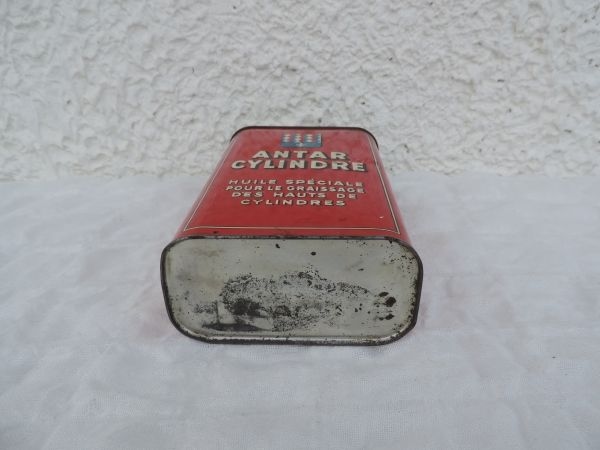 ANTAR
CYLINDRE
HUILE SPÉCIALE
POUR LE GRAISSAGE
DES HAUTS DE
CYLINDRES